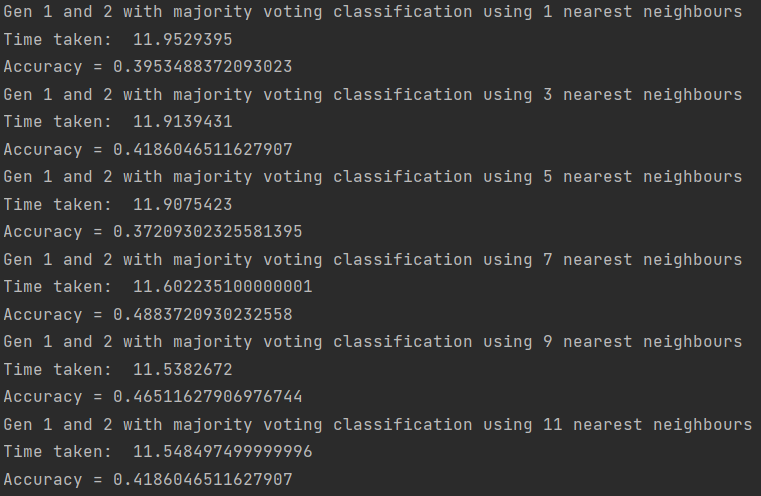 Gen 1 and 2 with majority voting classification using 1 nearest neighbours
Time taken:  11.9529395
Accuracy = 0.3953488372093023
Gen 1 and 2 with majority voting classification using 3 nearest neighbours
Time taken:  11.9139431
Accuracy = 0.4186046511627907
Gen 1 and 2 with majority voting classification using 5 nearest neighbours
Time taken:  11.9075423
Accuracy = 0.37209302325581395
Gen 1 and 2 with majority voting classification using 7 nearest neighbours
Time taken:  11.602235100000001
Accuracy = 0.4883720930232558
Gen 1 and 2 with majority voting classification using 9 nearest neighbours
Time taken:  11.5382672
Accuracy = 0.46511627906976744
Gen 1 and 2 with majority voting classification using 11 nearest neighbours
Time taken:  11.548497499999996
Accuracy = 0.4186046511627907